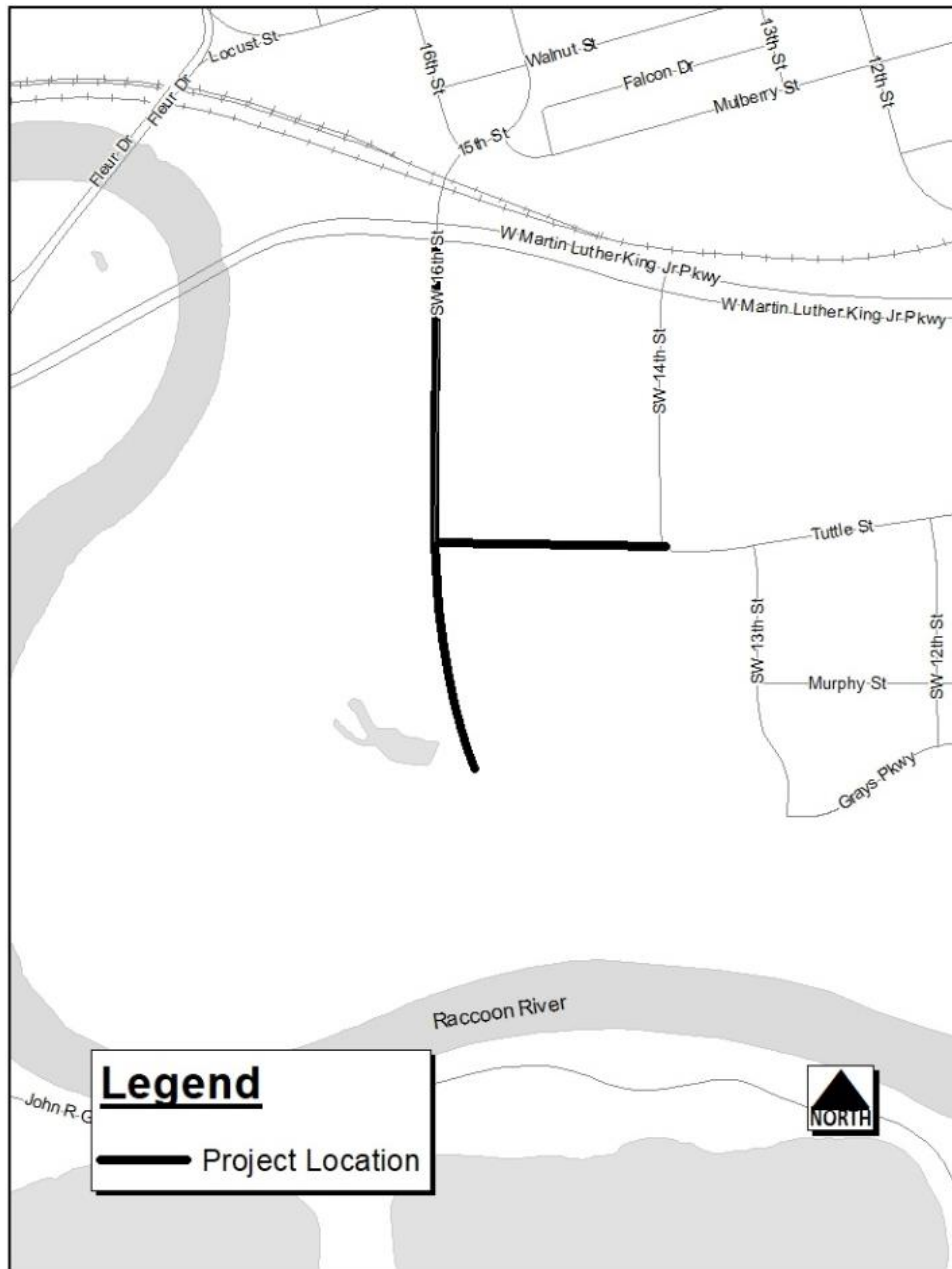 Locust St
16th St
Walnut St
13th St
12th St
Falcon Dr
Mulberry St
Fleur Dr
Fleur Dr
15th St
W Martin Luther King Jr Pkwy
SW 16th St
W Martin Luther King Jr Pkwy
SW 14th St
Tuttle St
SW 13th St
SW 12th St
Murphy St
Grays Pkwy
Raccoon River
Legend
John R G
NORTH
Project Location